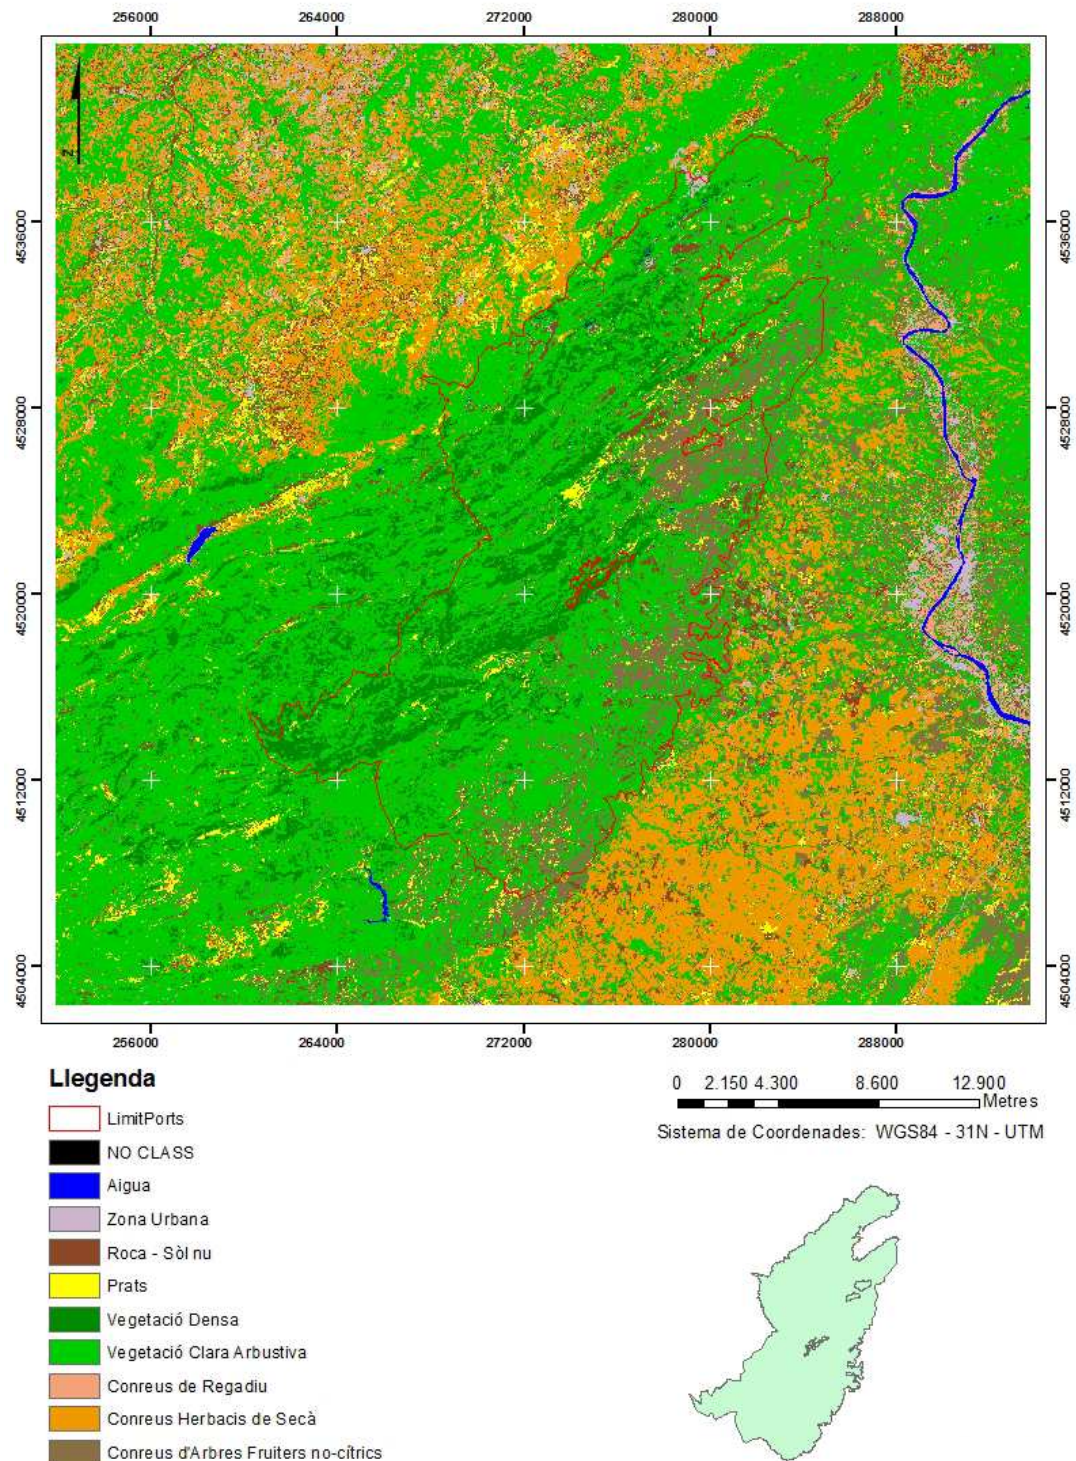 256000 264000 272000 280000 288000
N
4536000 4536000
4528000 4528000
4520000 4520000
4512000 4512000
4504000 4504000
256000 264000 272000 280000 288000
Llegenda
LimitPorts
NO CLASS
Aigua
Zona Urbana
Roca - Sòl nu
Prats
Vegetació Densa
Vegetació Clara Arbustiva
Conreus de Regadiu
Conreus Herbacis de Secà
Conreus d'Arbres Fruiters no-cítrics
0 2.150 4.300 8.600 12.900
Metres
Sistema de Coordenades: WGS84 - 31N - UTM